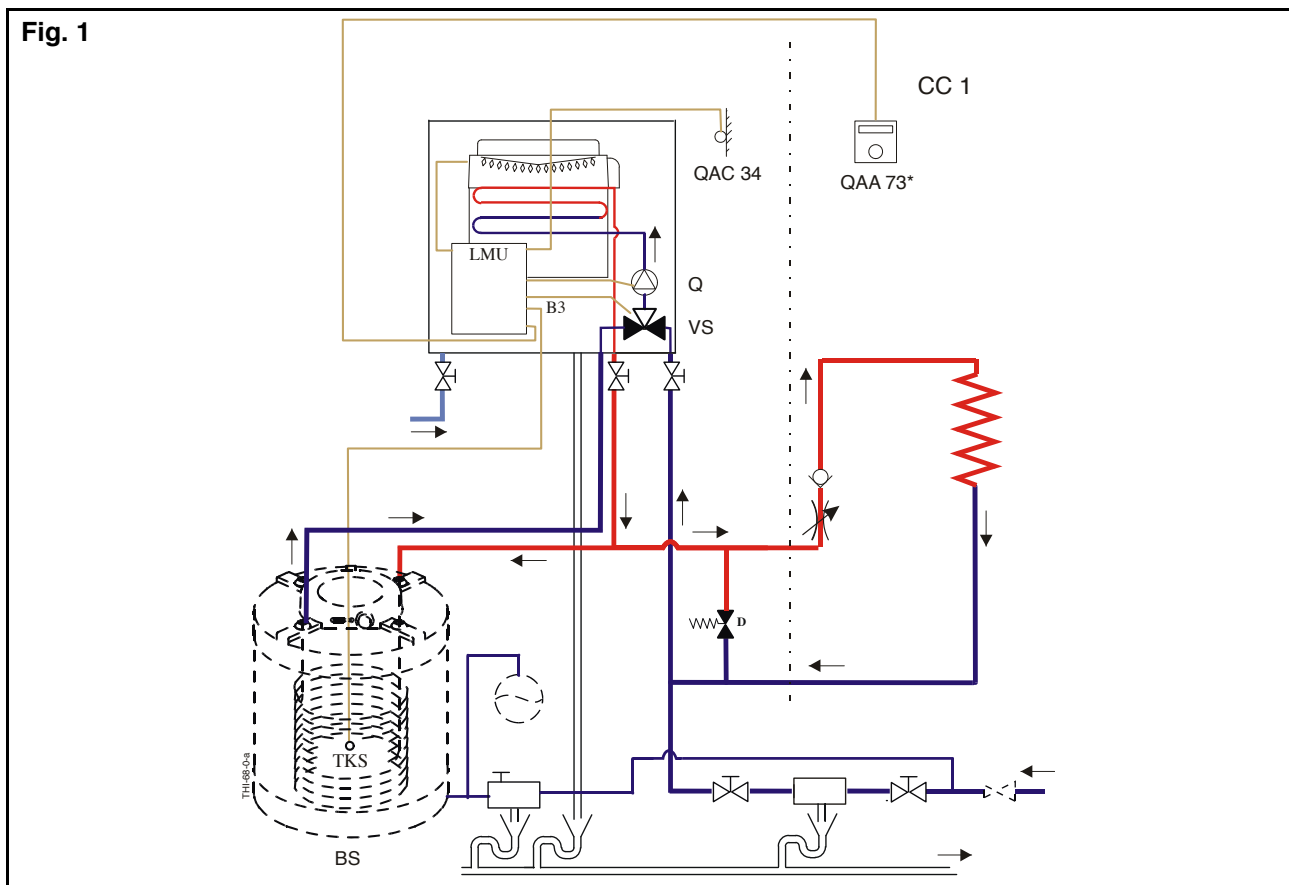 Fig. 1
CC 1
QAC 34
QAA 73*
LMU
Q
B3
VS
D
TKS
THI-68-0-a
BS